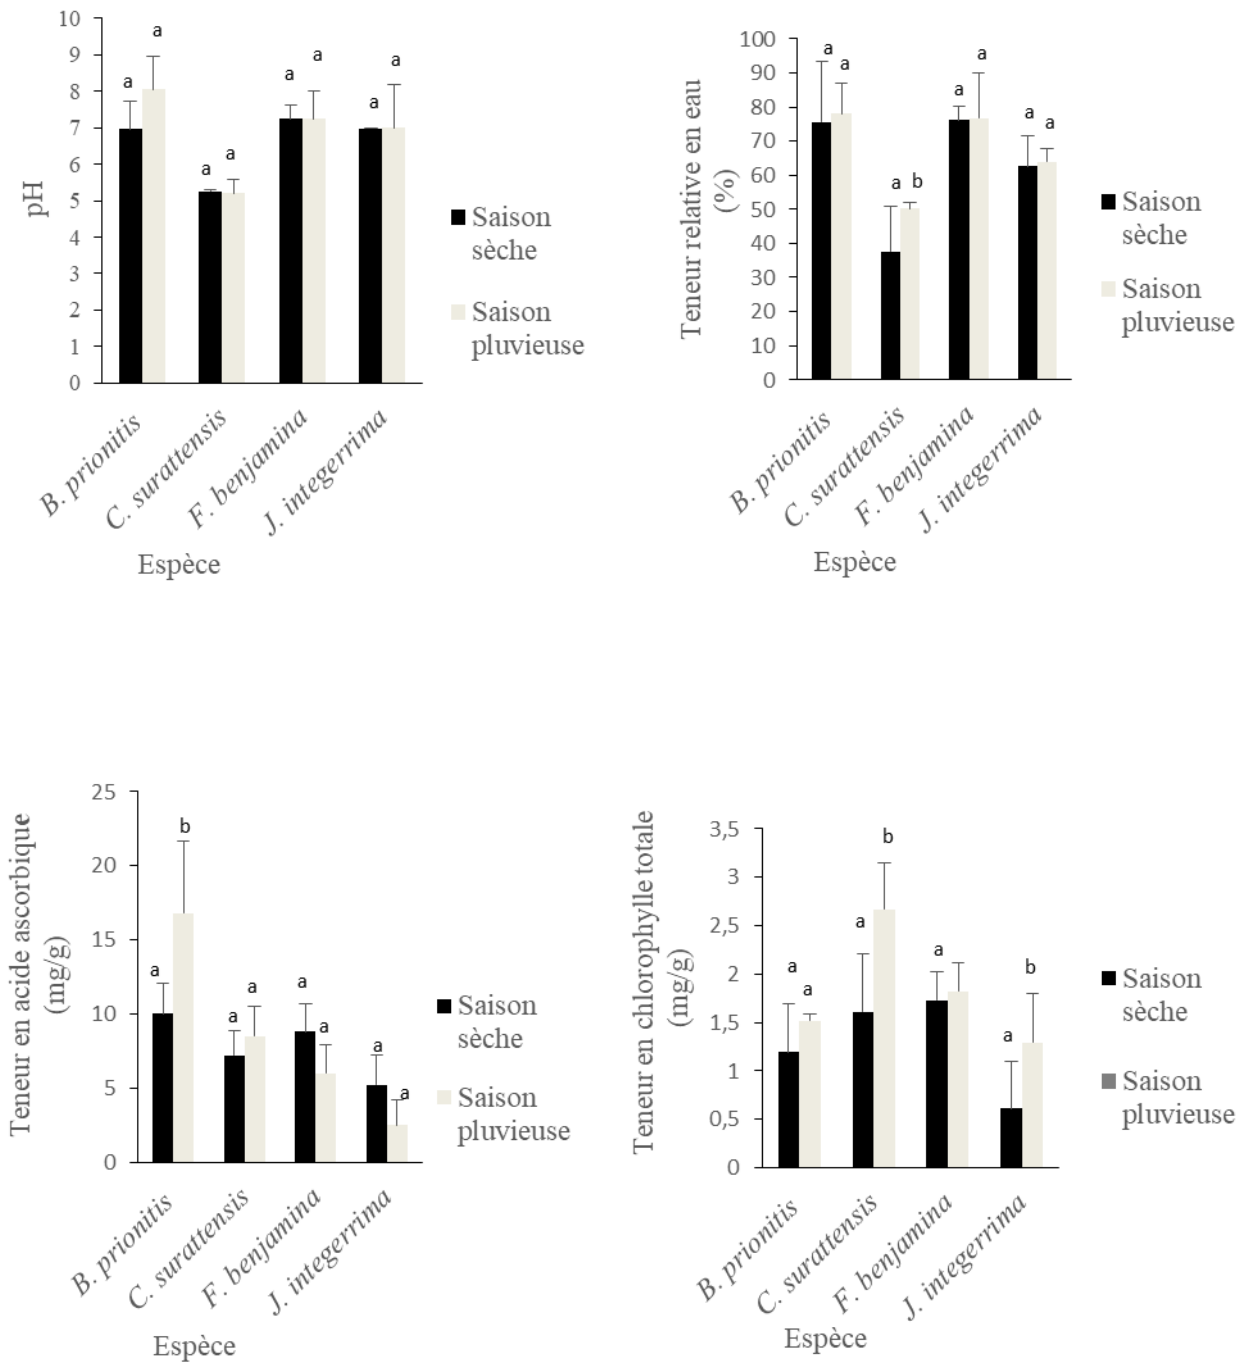 10
9
8
7
6
5
4
3
2
1
0
pH
a
a
a
a
a
a
a
a
B. prionitis
C. surattensis
F. benjamina
J. integerrima
Espèce
Saison
sèche
Saison
pluvieuse
100
90
80
70
60
50
40
30
20
10
0
Teneur relative en eau
(%)
a
a
a
b
a
a
a
a
B. prionitis
C. surattensis
F. benjamina
J. integerrima
Espèce
Saison
sèche
Saison
pluvieuse
25
20
15
10
5
0
Teneur en acide ascorbique
(mg/g)
a
b
a
a
a
a
a
a
B. prionitis
C. surattensis
F. benjamina
J. integerrima
Espèce
Saison
sèche
Saison
pluvieuse
3,5
3
2,5
2
1,5
1
0,5
0
Teneur en chlorophylle totale
(mg/g)
a
a
a
b
a
a
b
B. prionitis
C. surattensis
F. benjamina
J. integerrima
Espèce
Saison
sèche
Saison
pluvieuse